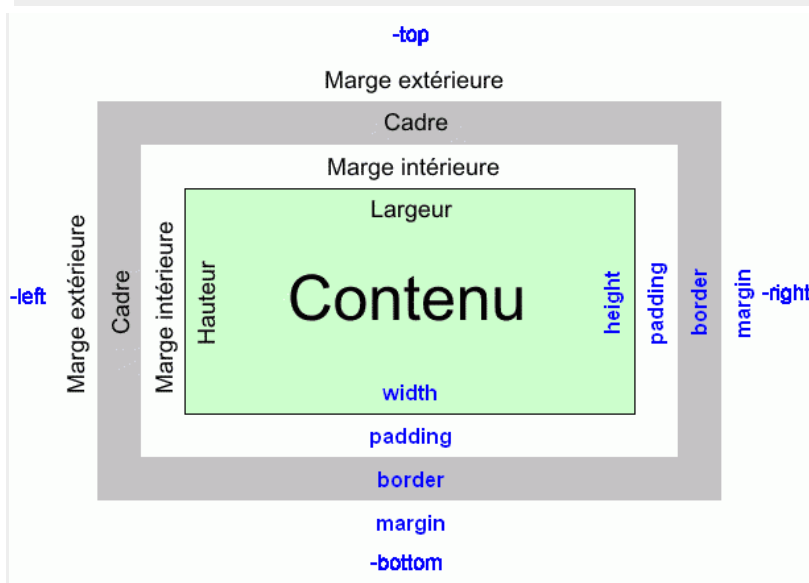 -top
Marge extérieure
Cadre
Marge intérieure
Largeur
-left
Marge extérieure
Cadre
Marge intérieure
Hauteur
Contenu
height
padding
border
margin
-right
width
padding
border
margin
-bottom